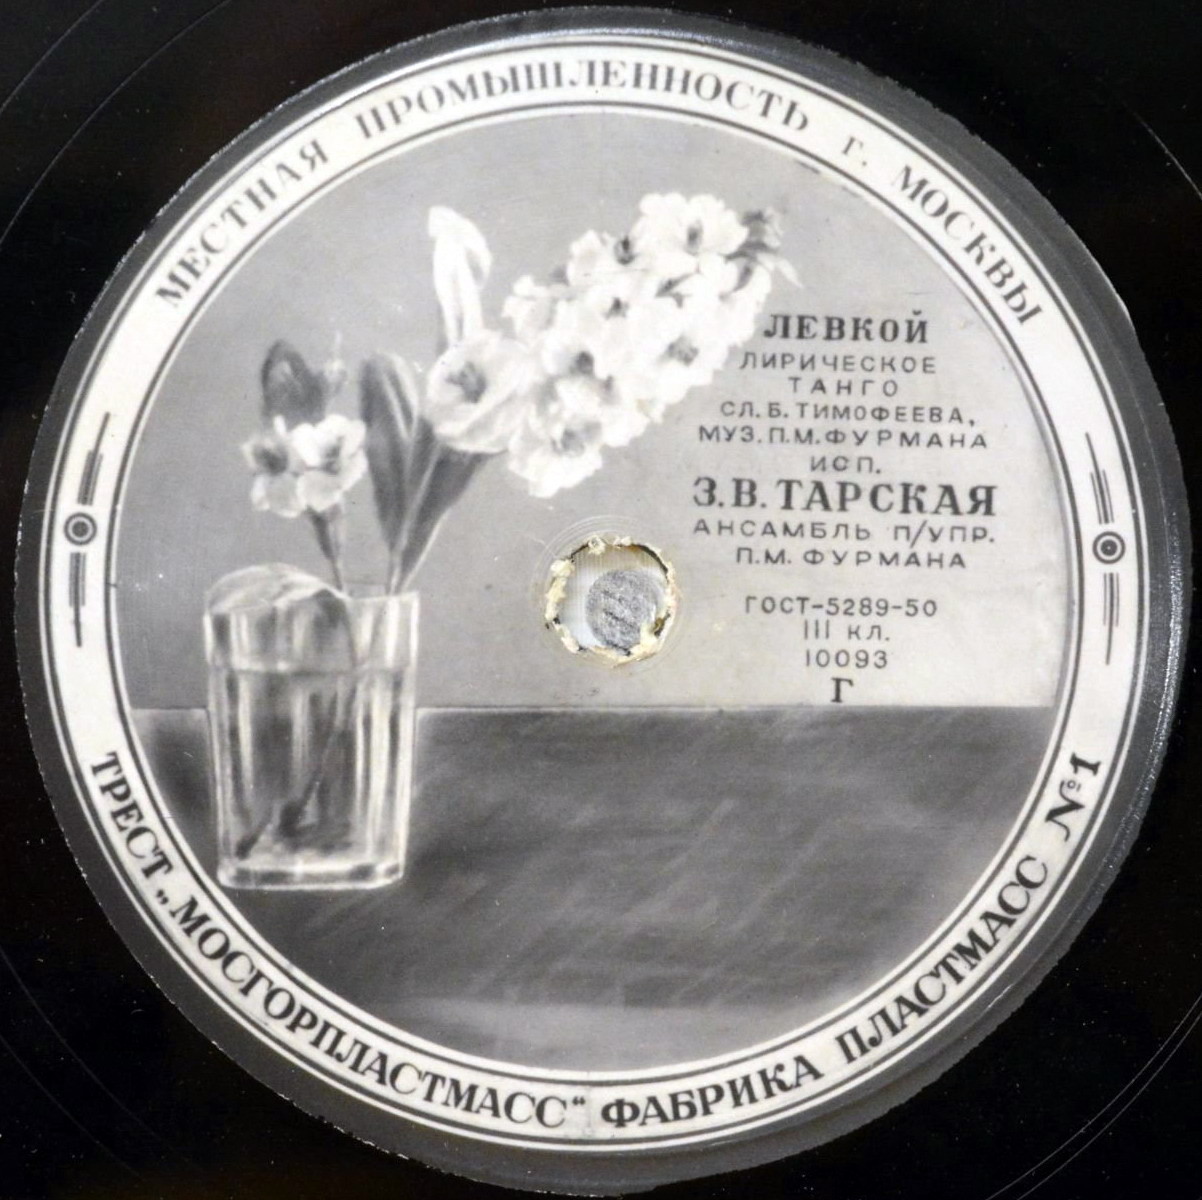 МЕСТНАЯ ПРОМЫШЛЕННОСТЬ г. МОСКВЫ
ЛЕВКОЙ
ЛИРИЧЕСКОЕ
ТАНГО
СЛ. Б. ТИМОФЕЕВА,
МУЗ. П.М. ФУРМАНА
ИСП.
З.В. ТАРСКАЯ
АНСАМБЛЬ П/УПР.
П.М. ФУРМАНА
ГОСТ-5289-50
III КЛ.
10093
Г
ТРЕСТ „МОСГОРПЛАСТМАСС“ ФАБРИКА ПЛАСТМАСС №1